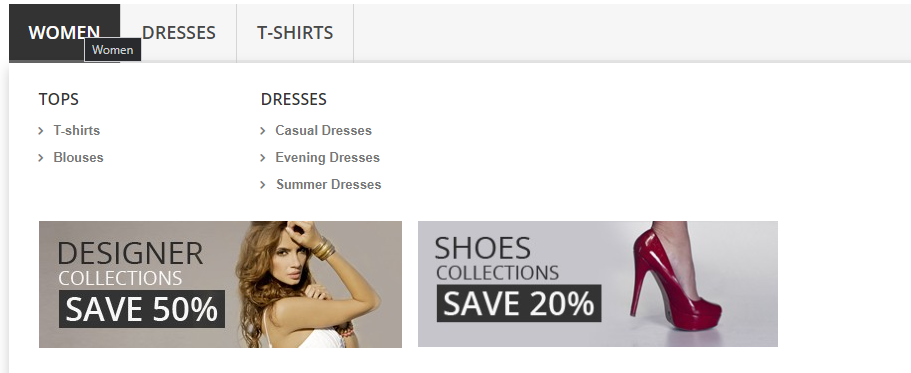 WOMEN DRESSES T-SHIRTS
Women
TOPS
T-shirts
Blouses
DRESSES
Casual Dresses
Evening Dresses
Summer Dresses
DESIGNER
COLLECTIONS
SAVE 50%
SHOES
COLLECTIONS
SAVE 20%